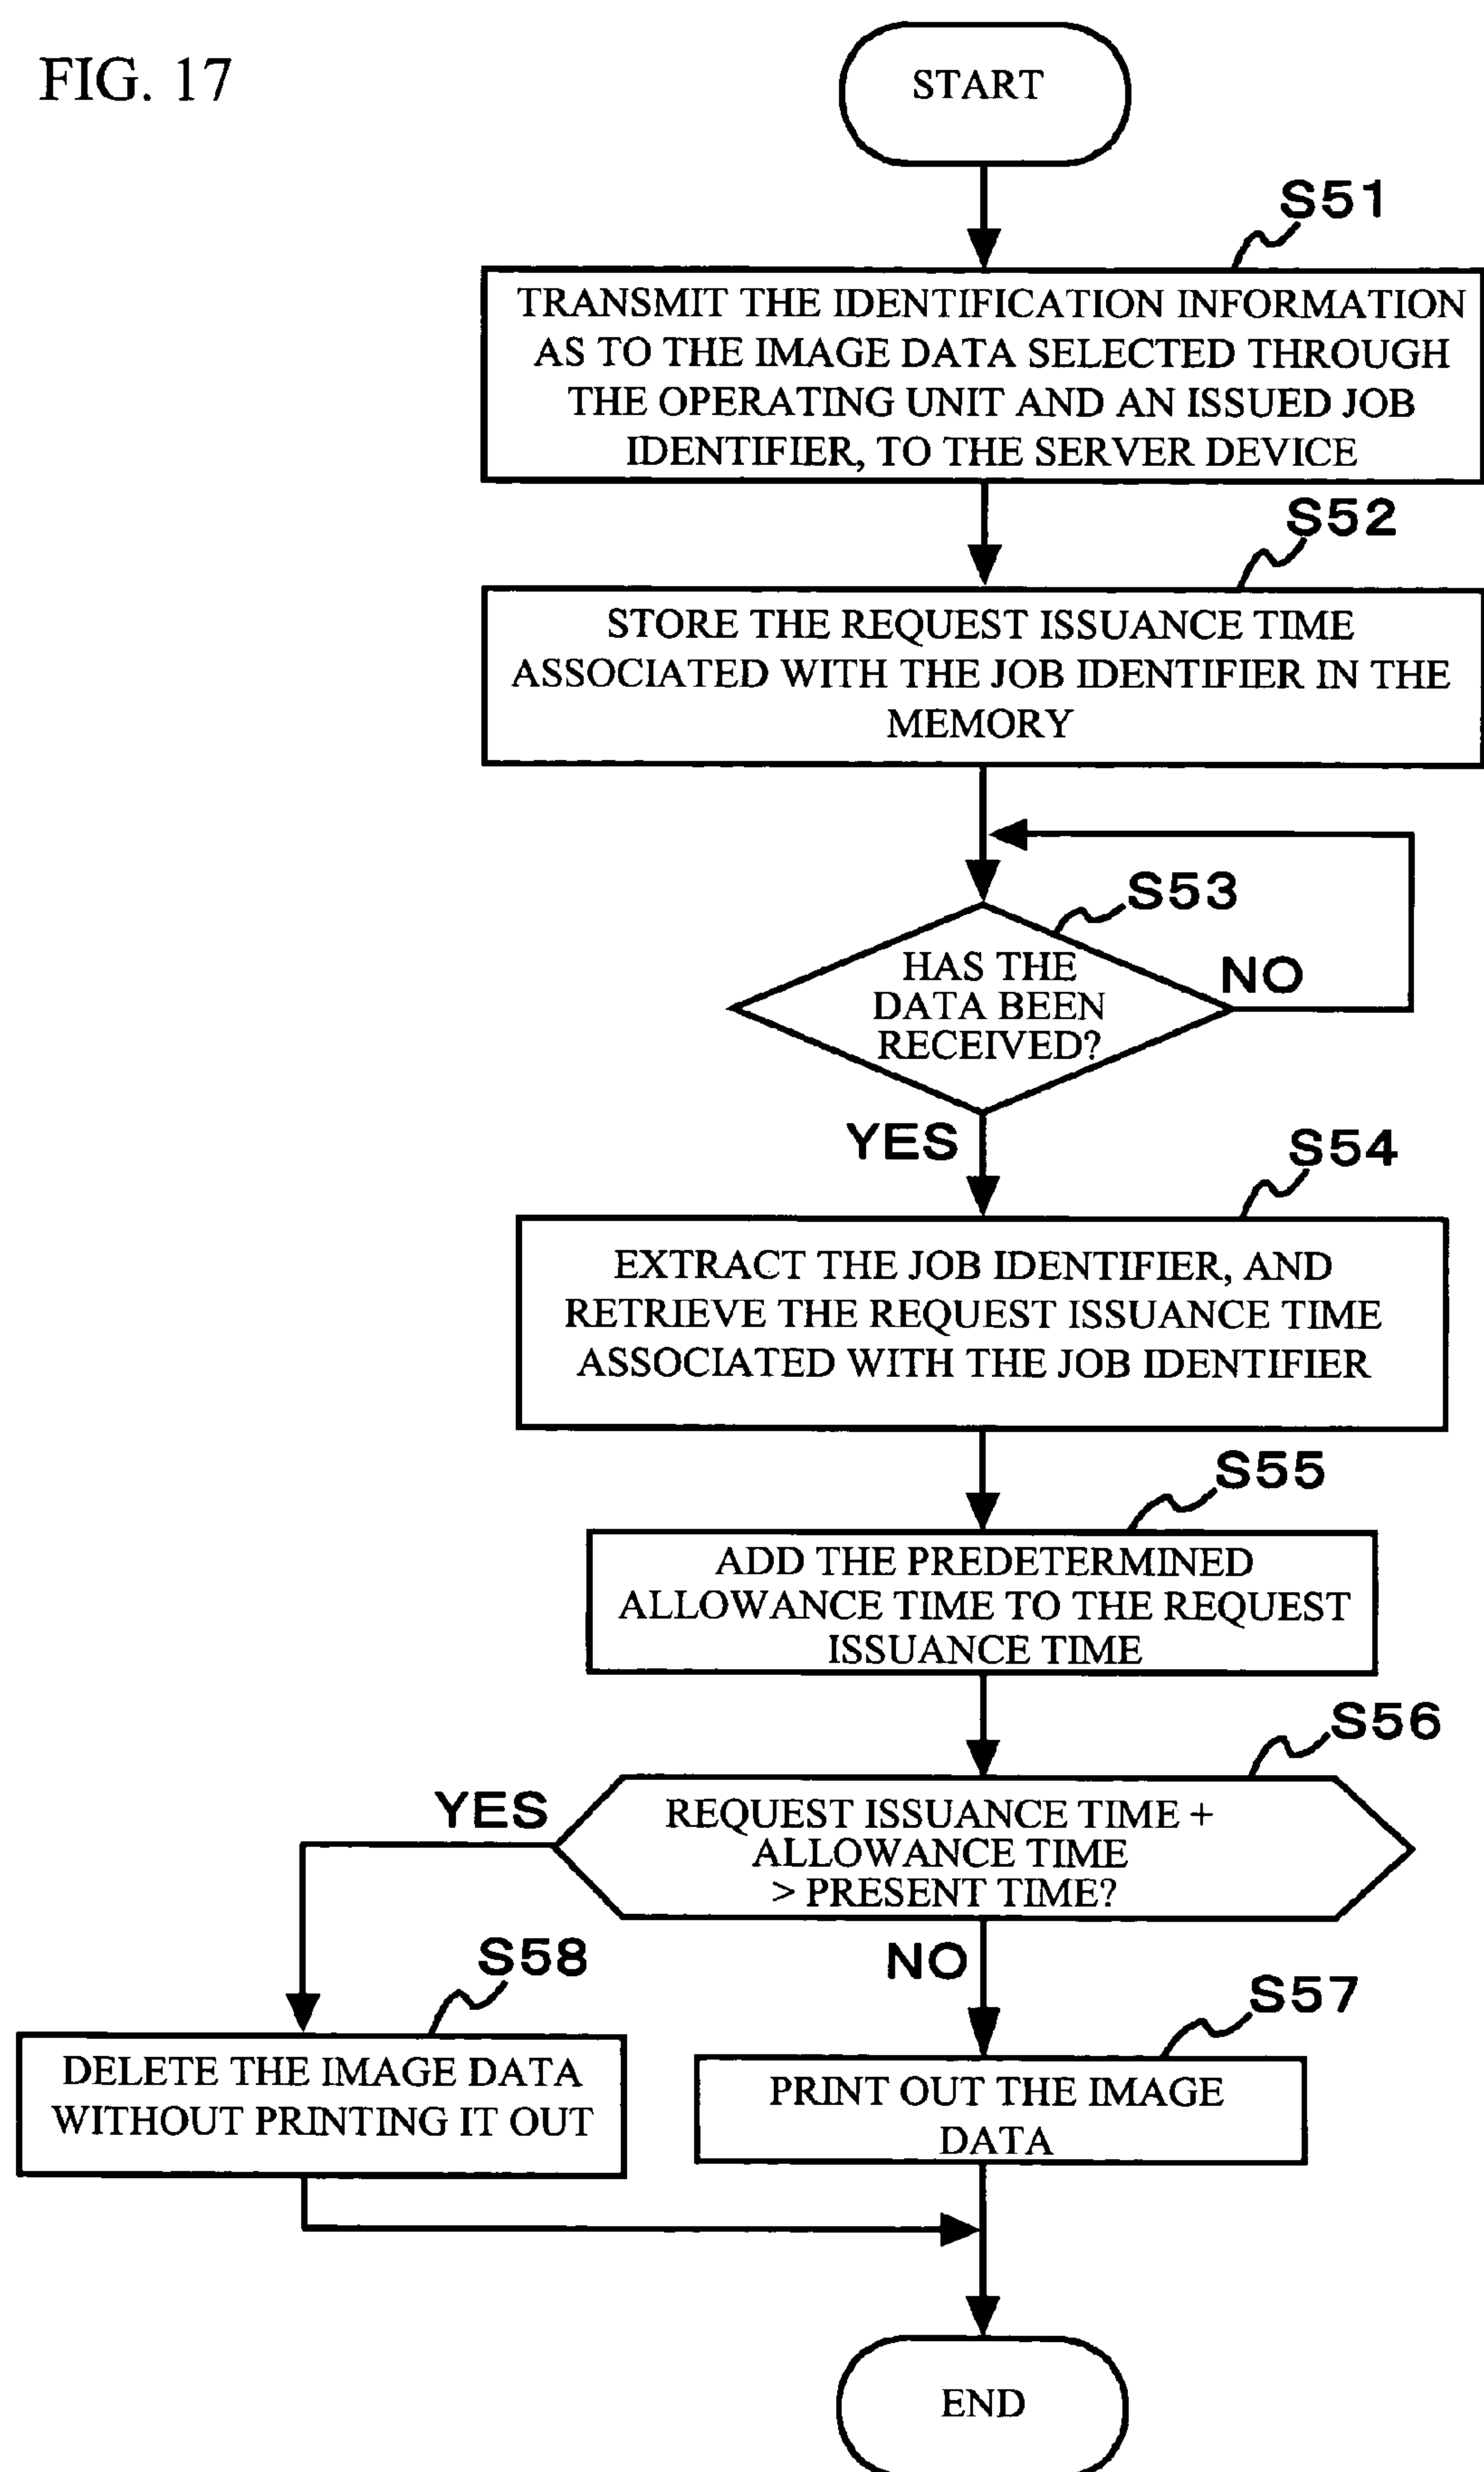 FIG. 17
START
S51
TRANSMIT THE IDENTIFICATION INFORMATION
AS TO THE IMAGE DATA SELECTED THROUGH
THE OPERATING UNIT AND AN ISSUED JOB
IDENTIFIER, TO THE SERVER DEVICE
S52
STORE THE REQUEST ISSUANCE TIME
ASSOCIATED WITH THE JOB IDENTIFIER IN THE
MEMORY
S53
HAS THE
DATA BEEN
RECEIVED?
NO
YES
S54
EXTRACT THE JOB IDENTIFIER, AND
RETRIEVE THE REQUEST ISSUANCE TIME
ASSOCIATED WITH THE JOB IDENTIFIER
S55
ADD THE PREDETERMINED
ALLOWANCE TIME TO THE REQUEST
ISSUANCE TIME
S56
YES
REQUEST ISSUANCE TIME +
ALLOWANCE TIME
> PRESENT TIME?
NO
S58
DELETE THE IMAGE DATA
WITHOUT PRINTING IT OUT
S57
PRINT OUT THE IMAGE
DATA
END